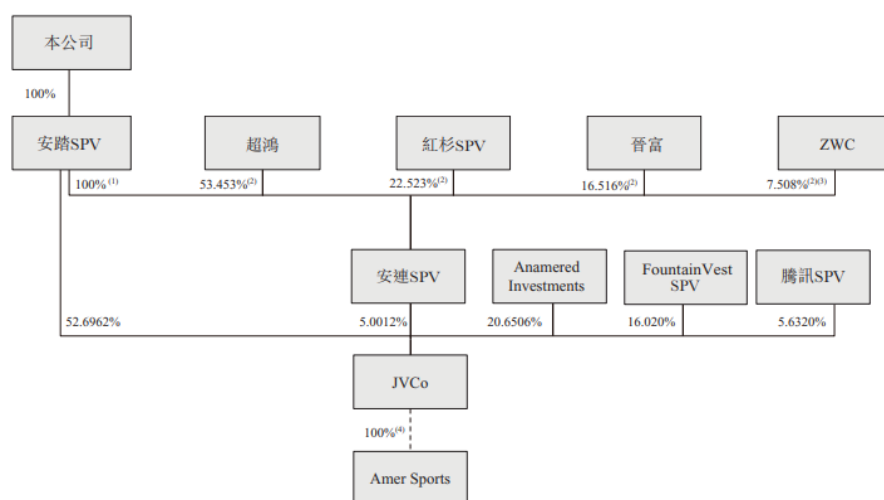 本公司
100%
安踏SPV
超鴻
紅杉SPV
晉富
ZWC
100%(1)
53.453%(2)
22.523%(2)
16.516%(2)
7.508%(2)(3)
安連SPV
Anamered
Investments
FountainVest
SPV
騰訊SPV
52.6962%
5.0012%
20.6506%
16.020%
5.6320%
JVCo
100%(4)
Amer Sports